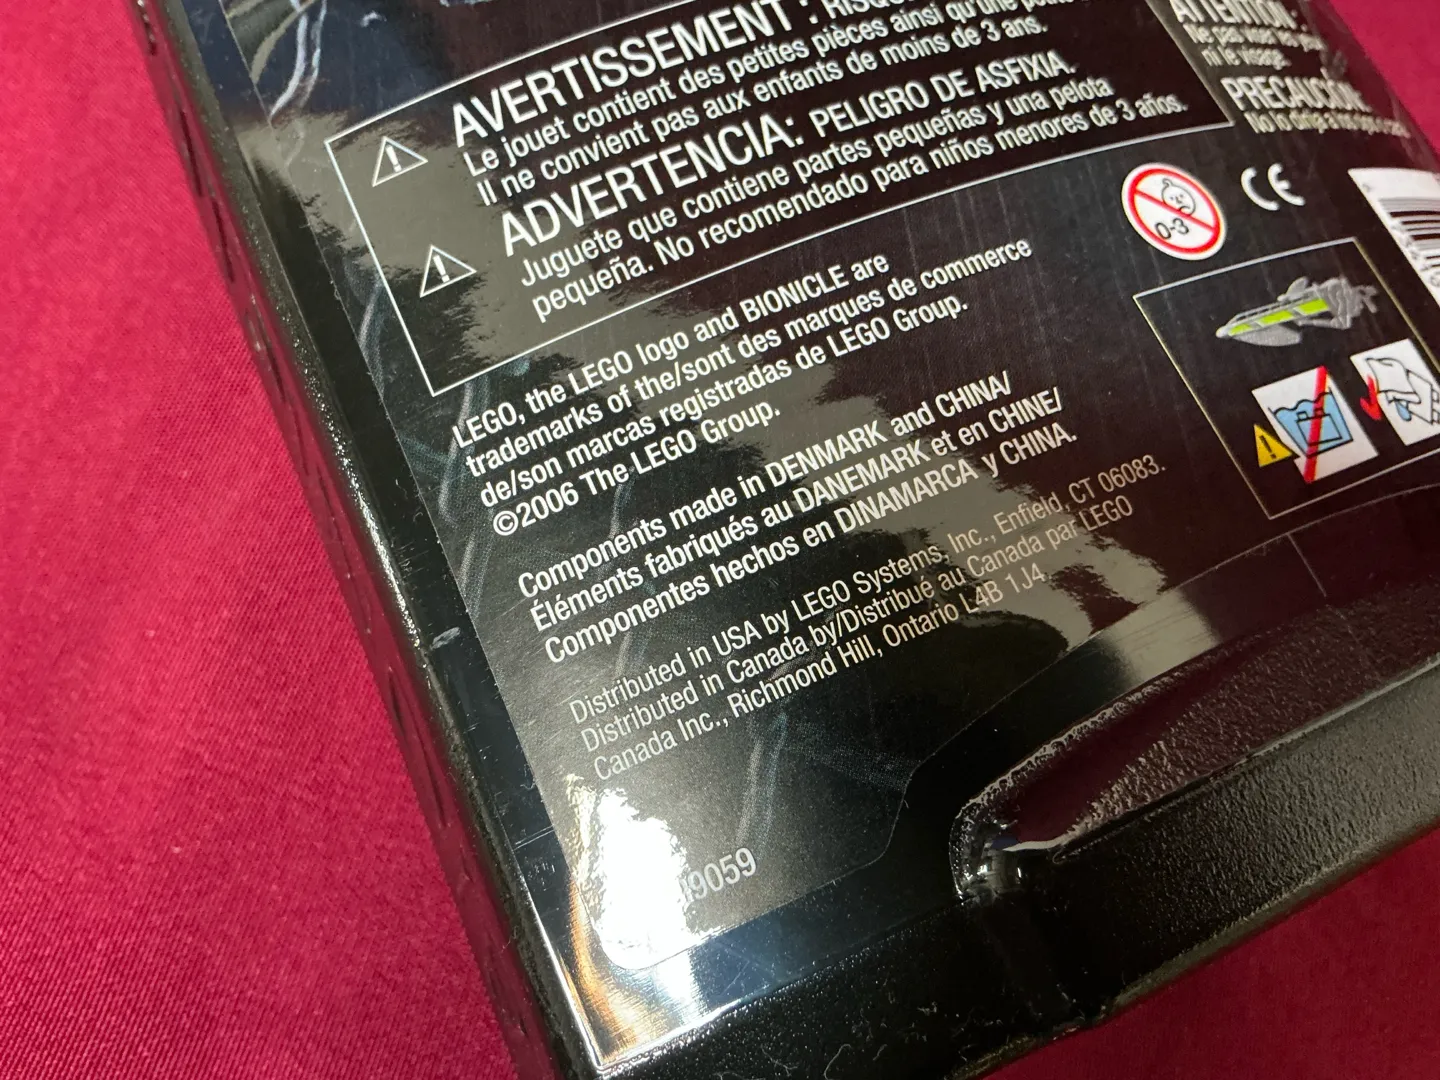 AVERTISSEMENT :
Le jouet contient des petites pièces ainsi qu'une
Il ne convient pas aux enfants de moins de 3 ans.
ADVERTENCIA: PELIGRO DE ASFIXIA.
Juguete que contiene partes pequeñas y una pelota
pequeña. No recomendado para niños menores de 3 años.
ATTENTION :
ni le visage.
PRECAUCIÓN:
0-3
CE
LEGO, the LEGO logo and BIONICLE are
trademarks of the/sont des marques de commerce
de/son marcas registradas de LEGO Group.
©2006 The LEGO Group.
Components made in DENMARK and CHINA/
Éléments fabriqués au DANEMARK et en CHINE/
Componentes hechos en DINAMARCA y CHINA.
Distributed in USA by LEGO Systems, Inc., Enfield, CT 06083.
Distributed in Canada by/Distribué au Canada par LEGO
Canada Inc., Richmond Hill, Ontario L4B 1J4